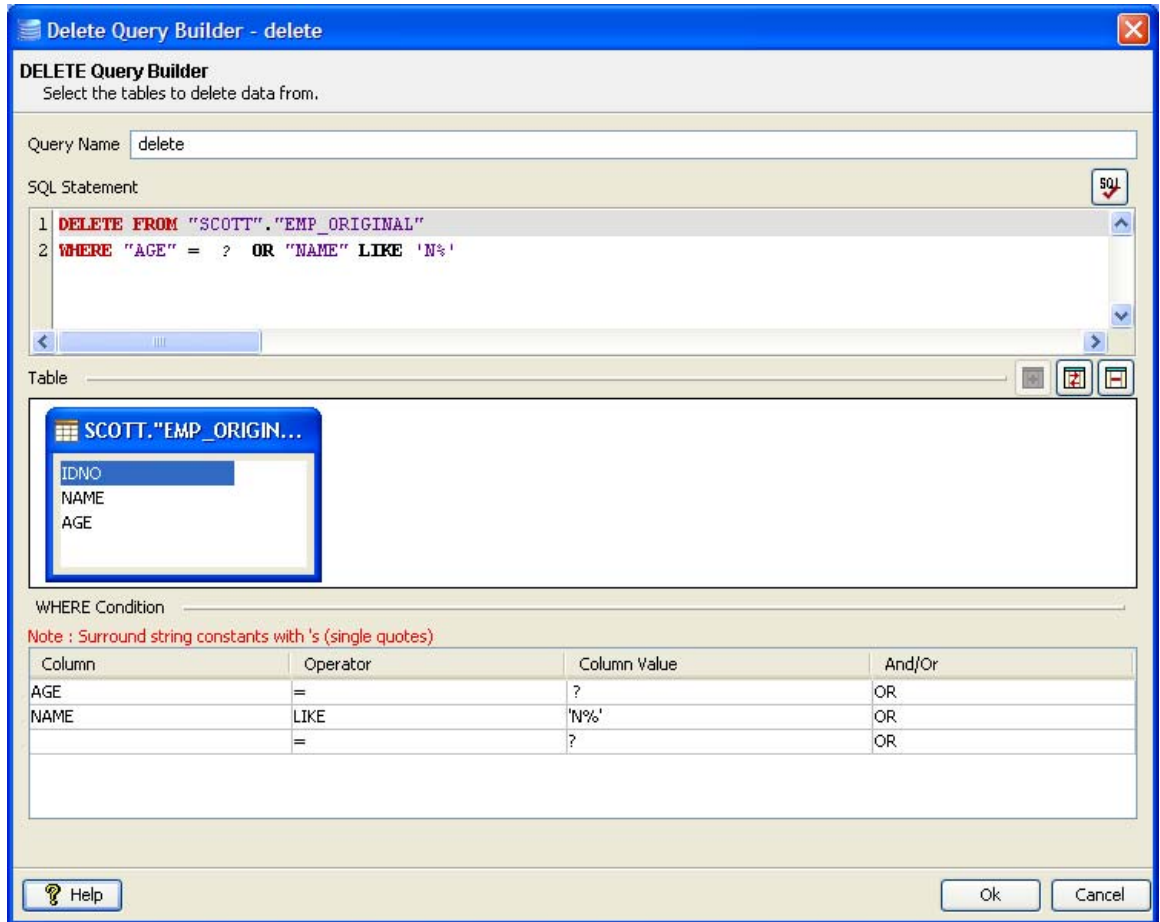 Delete Query Builder - delete
DELETE Query Builder
Select the tables to delete data from.
Query Name delete
SQL Statement
SQL
1 DELETE FROM "SCOTT"."EMP_ORIGINAL"
2 WHERE "AGE" = ? OR "NAME" LIKE 'N%'
Table
SCOTT."EMP_ORIGIN...
IDNO
NAME
AGE
WHERE Condition
Note : Surround string constants with 's (single quotes)
Column Operator Column Value And/Or
AGE = ? OR
NAME LIKE 'N%' OR
= ? OR
Help Ok Cancel